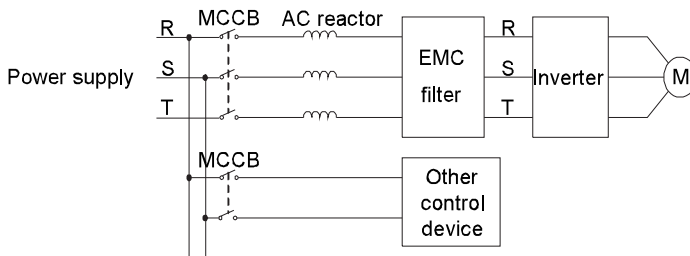 MCCB AC reactor
R R
Power supply S EMC filter S Inverter M
T T
MCCB
Other
control
device